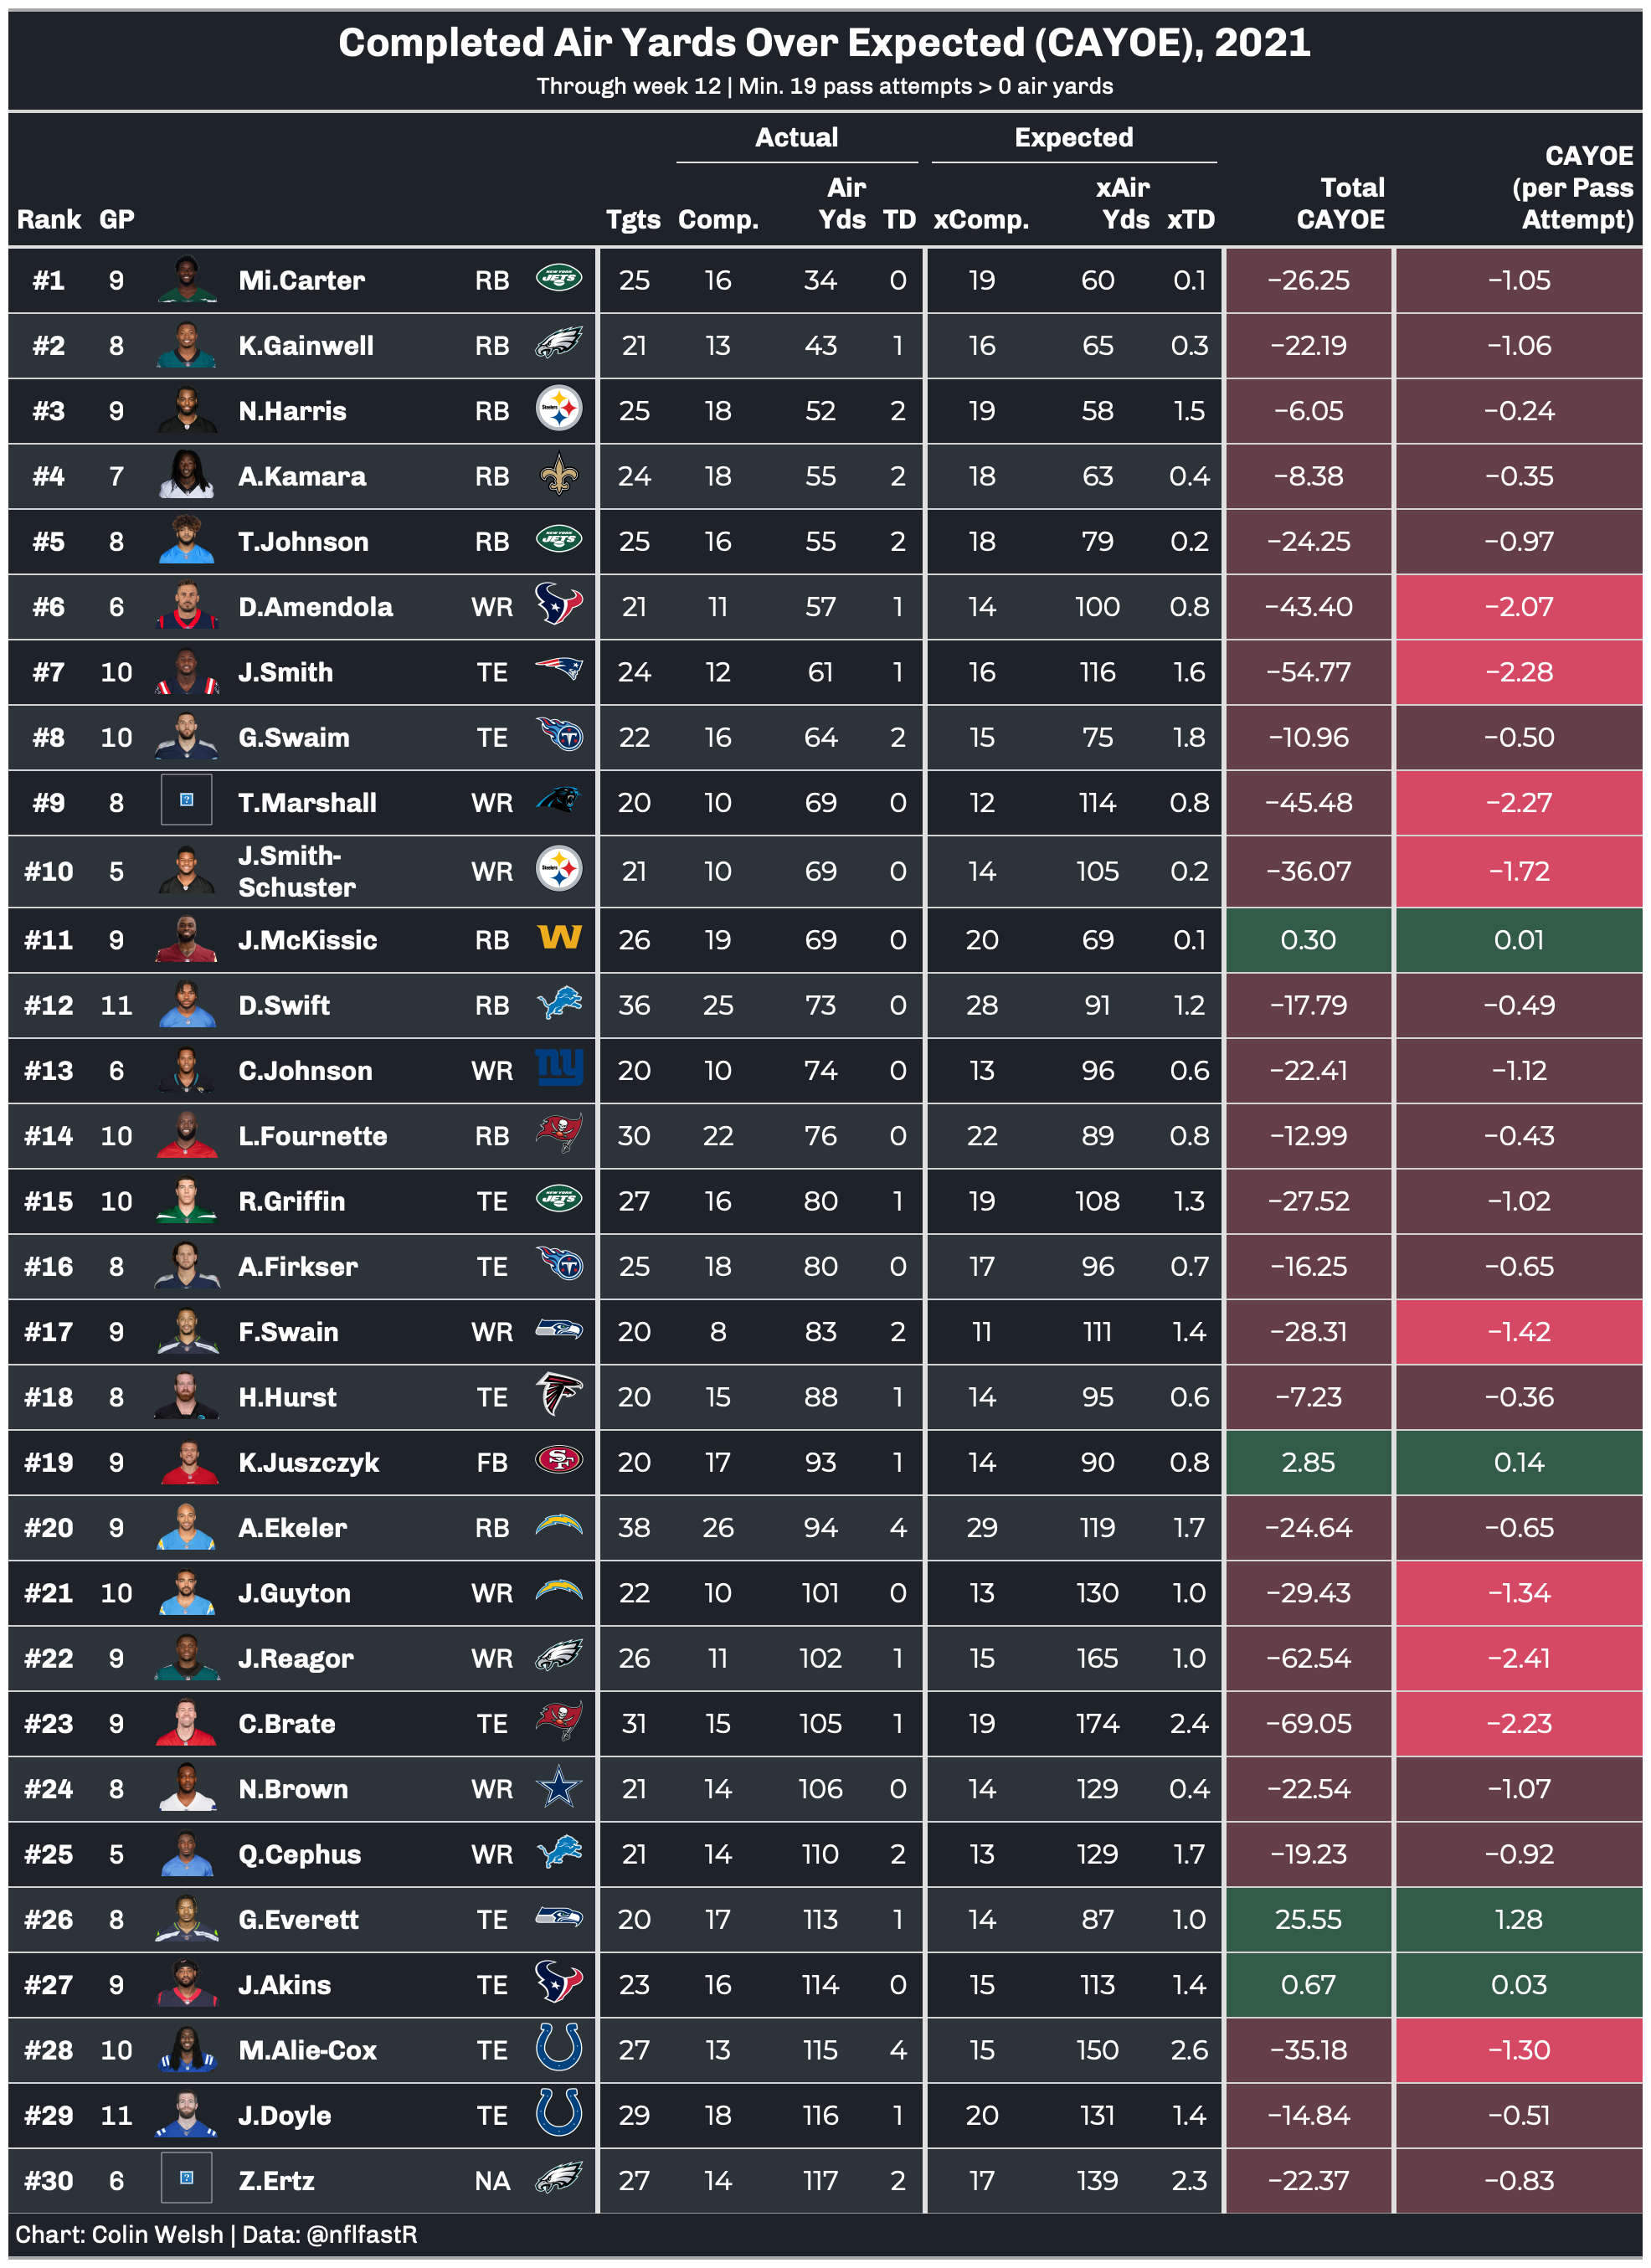 Completed Air Yards Over Expected (CAYOE), 2021
Through week 12 | Min. 19 pass attempts > 0 air yards
Actual Expected
Rank GP Tgts Comp. Air Yds TD xComp. xAir Yds xTD Total CAYOE CAYOE (per Pass Attempt)
#1 9 Mi.Carter RB NEW YORK JETS 25 16 34 0 19 60 0.1 −26.25 −1.05
#2 8 K.Gainwell RB 21 13 43 1 16 65 0.3 −22.19 −1.06
#3 9 N.Harris RB Steelers 25 18 52 2 19 58 1.5 −6.05 −0.24
#4 7 A.Kamara RB 24 18 55 2 18 63 0.4 −8.38 −0.35
#5 8 T.Johnson RB NEW YORK JETS 25 16 55 2 18 79 0.2 −24.25 −0.97
#6 6 D.Amendola WR 21 11 57 1 14 100 0.8 −43.40 −2.07
#7 10 J.Smith TE 24 12 61 1 16 116 1.6 −54.77 −2.28
#8 10 G.Swaim TE T 22 16 64 2 15 75 1.8 −10.96 −0.50
#9 8 ? T.Marshall WR 20 10 69 0 12 114 0.8 −45.48 −2.27
#10 5 J.Smith-Schuster WR Steelers 21 10 69 0 14 105 0.2 −36.07 −1.72
#11 9 J.McKissic RB W 26 19 69 0 20 69 0.1 0.30 0.01
#12 11 D.Swift RB 36 25 73 0 28 91 1.2 −17.79 −0.49
#13 6 C.Johnson WR ny 20 10 74 0 13 96 0.6 −22.41 −1.12
#14 10 L.Fournette RB 30 22 76 0 22 89 0.8 −12.99 −0.43
#15 10 R.Griffin TE NEW YORK JETS 27 16 80 1 19 108 1.3 −27.52 −1.02
#16 8 A.Firkser TE T 25 18 80 0 17 96 0.7 −16.25 −0.65
#17 9 F.Swain WR 20 8 83 2 11 111 1.4 −28.31 −1.42
#18 8 H.Hurst TE 20 15 88 1 14 95 0.6 −7.23 −0.36
#19 9 K.Juszczyk FB SF 20 17 93 1 14 90 0.8 2.85 0.14
#20 9 A.Ekeler RB 38 26 94 4 29 119 1.7 −24.64 −0.65
#21 10 J.Guyton WR 22 10 101 0 13 130 1.0 −29.43 −1.34
#22 9 J.Reagor WR 26 11 102 1 15 165 1.0 −62.54 −2.41
#23 9 C.Brate TE 31 15 105 1 19 174 2.4 −69.05 −2.23
#24 8 N.Brown WR 21 14 106 0 14 129 0.4 −22.54 −1.07
#25 5 Q.Cephus WR 21 14 110 2 13 129 1.7 −19.23 −0.92
#26 8 G.Everett TE 20 17 113 1 14 87 1.0 25.55 1.28
#27 9 J.Akins TE 23 16 114 0 15 113 1.4 0.67 0.03
#28 10 M.Alie-Cox TE 27 13 115 4 15 150 2.6 −35.18 −1.30
#29 11 J.Doyle TE 29 18 116 1 20 131 1.4 −14.84 −0.51
#30 6 ? Z.Ertz NA 27 14 117 2 17 139 2.3 −22.37 −0.83
Chart: Colin Welsh | Data: @nflfastR